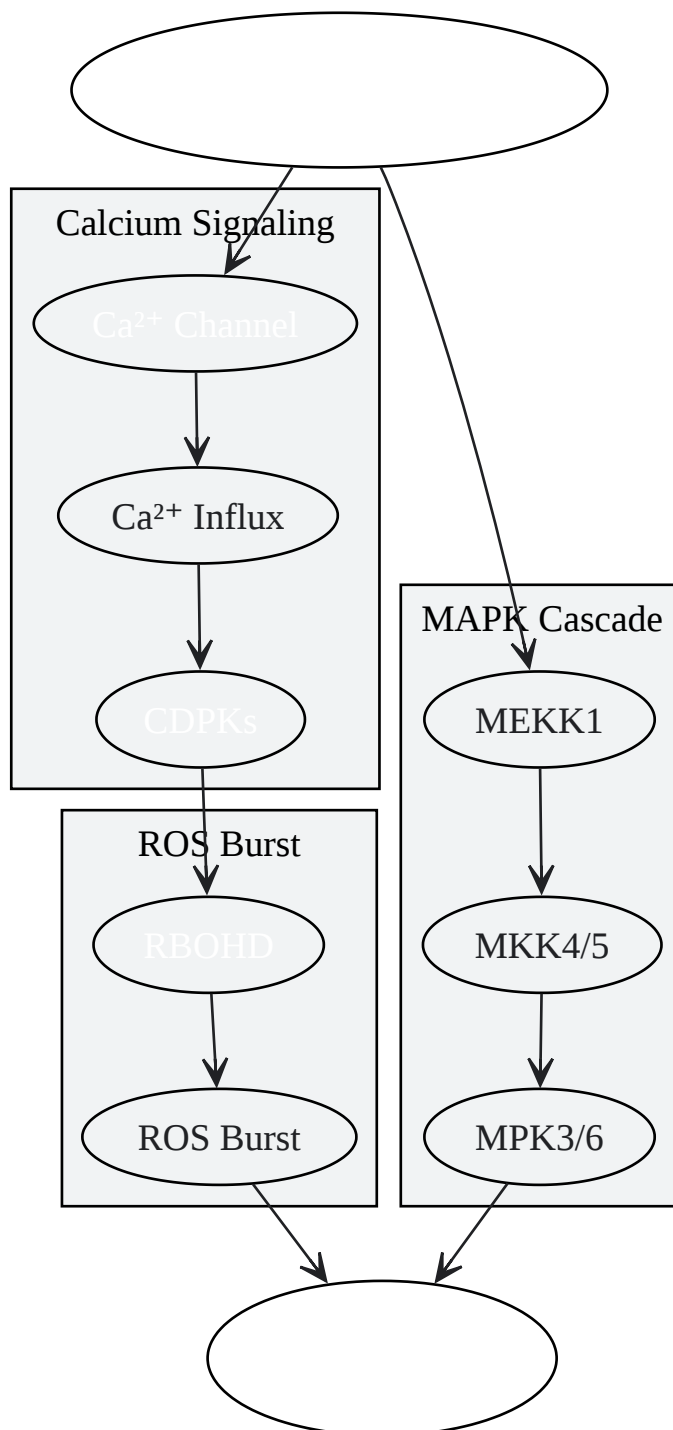 Calcium Signaling
Ca²⁺ Channel
Ca²⁺ Influx
CDPKs
MAPK Cascade
MEKK1
ROS Burst
RBOHD
MKK4/5
ROS Burst
MPK3/6